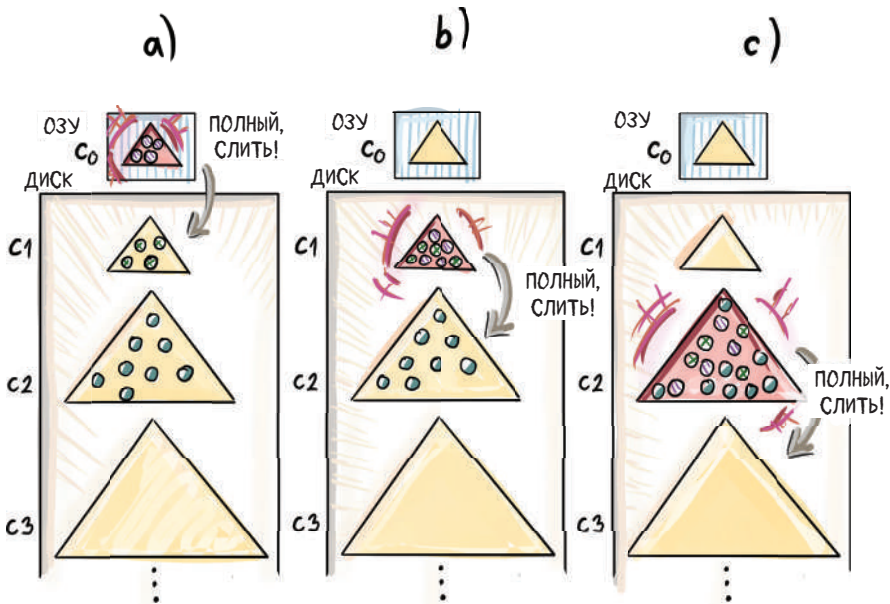 a)
b)
c)
ОЗУ
C0
ПОЛНЫЙ,
СЛИТЬ!
ДИСК
C1
C2
C3
ОЗУ
C0
ДИСК
C1
ПОЛНЫЙ,
СЛИТЬ!
C2
C3
ОЗУ
C0
ДИСК
C1
C2
ПОЛНЫЙ,
СЛИТЬ!
C3